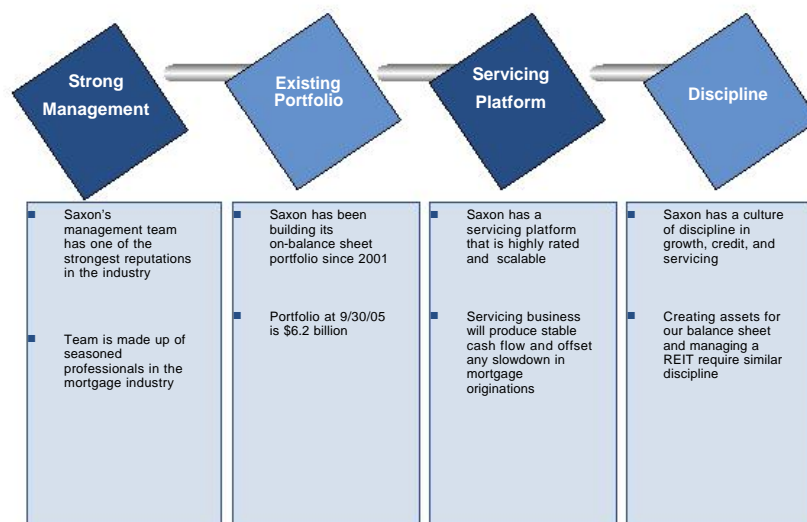 Strong
Management
Existing
Portfolio
Servicing
Platform
Discipline
Saxon's
management team
has one of the
strongest reputations
in the industry
Team is made up of
seasoned
professionals in the
mortgage industry
Saxon has been
building its
on-balance sheet
portfolio since 2001
Portfolio at 9/30/05
is $6.2 billion
Saxon has a
servicing platform
that is highly rated
and scalable
Servicing business
will produce stable
cash flow and offset
any slowdown in
mortgage
originations
Saxon has a culture
of discipline in
growth, credit, and
servicing
Creating assets for
our balance sheet
and managing a
REIT require similar
discipline